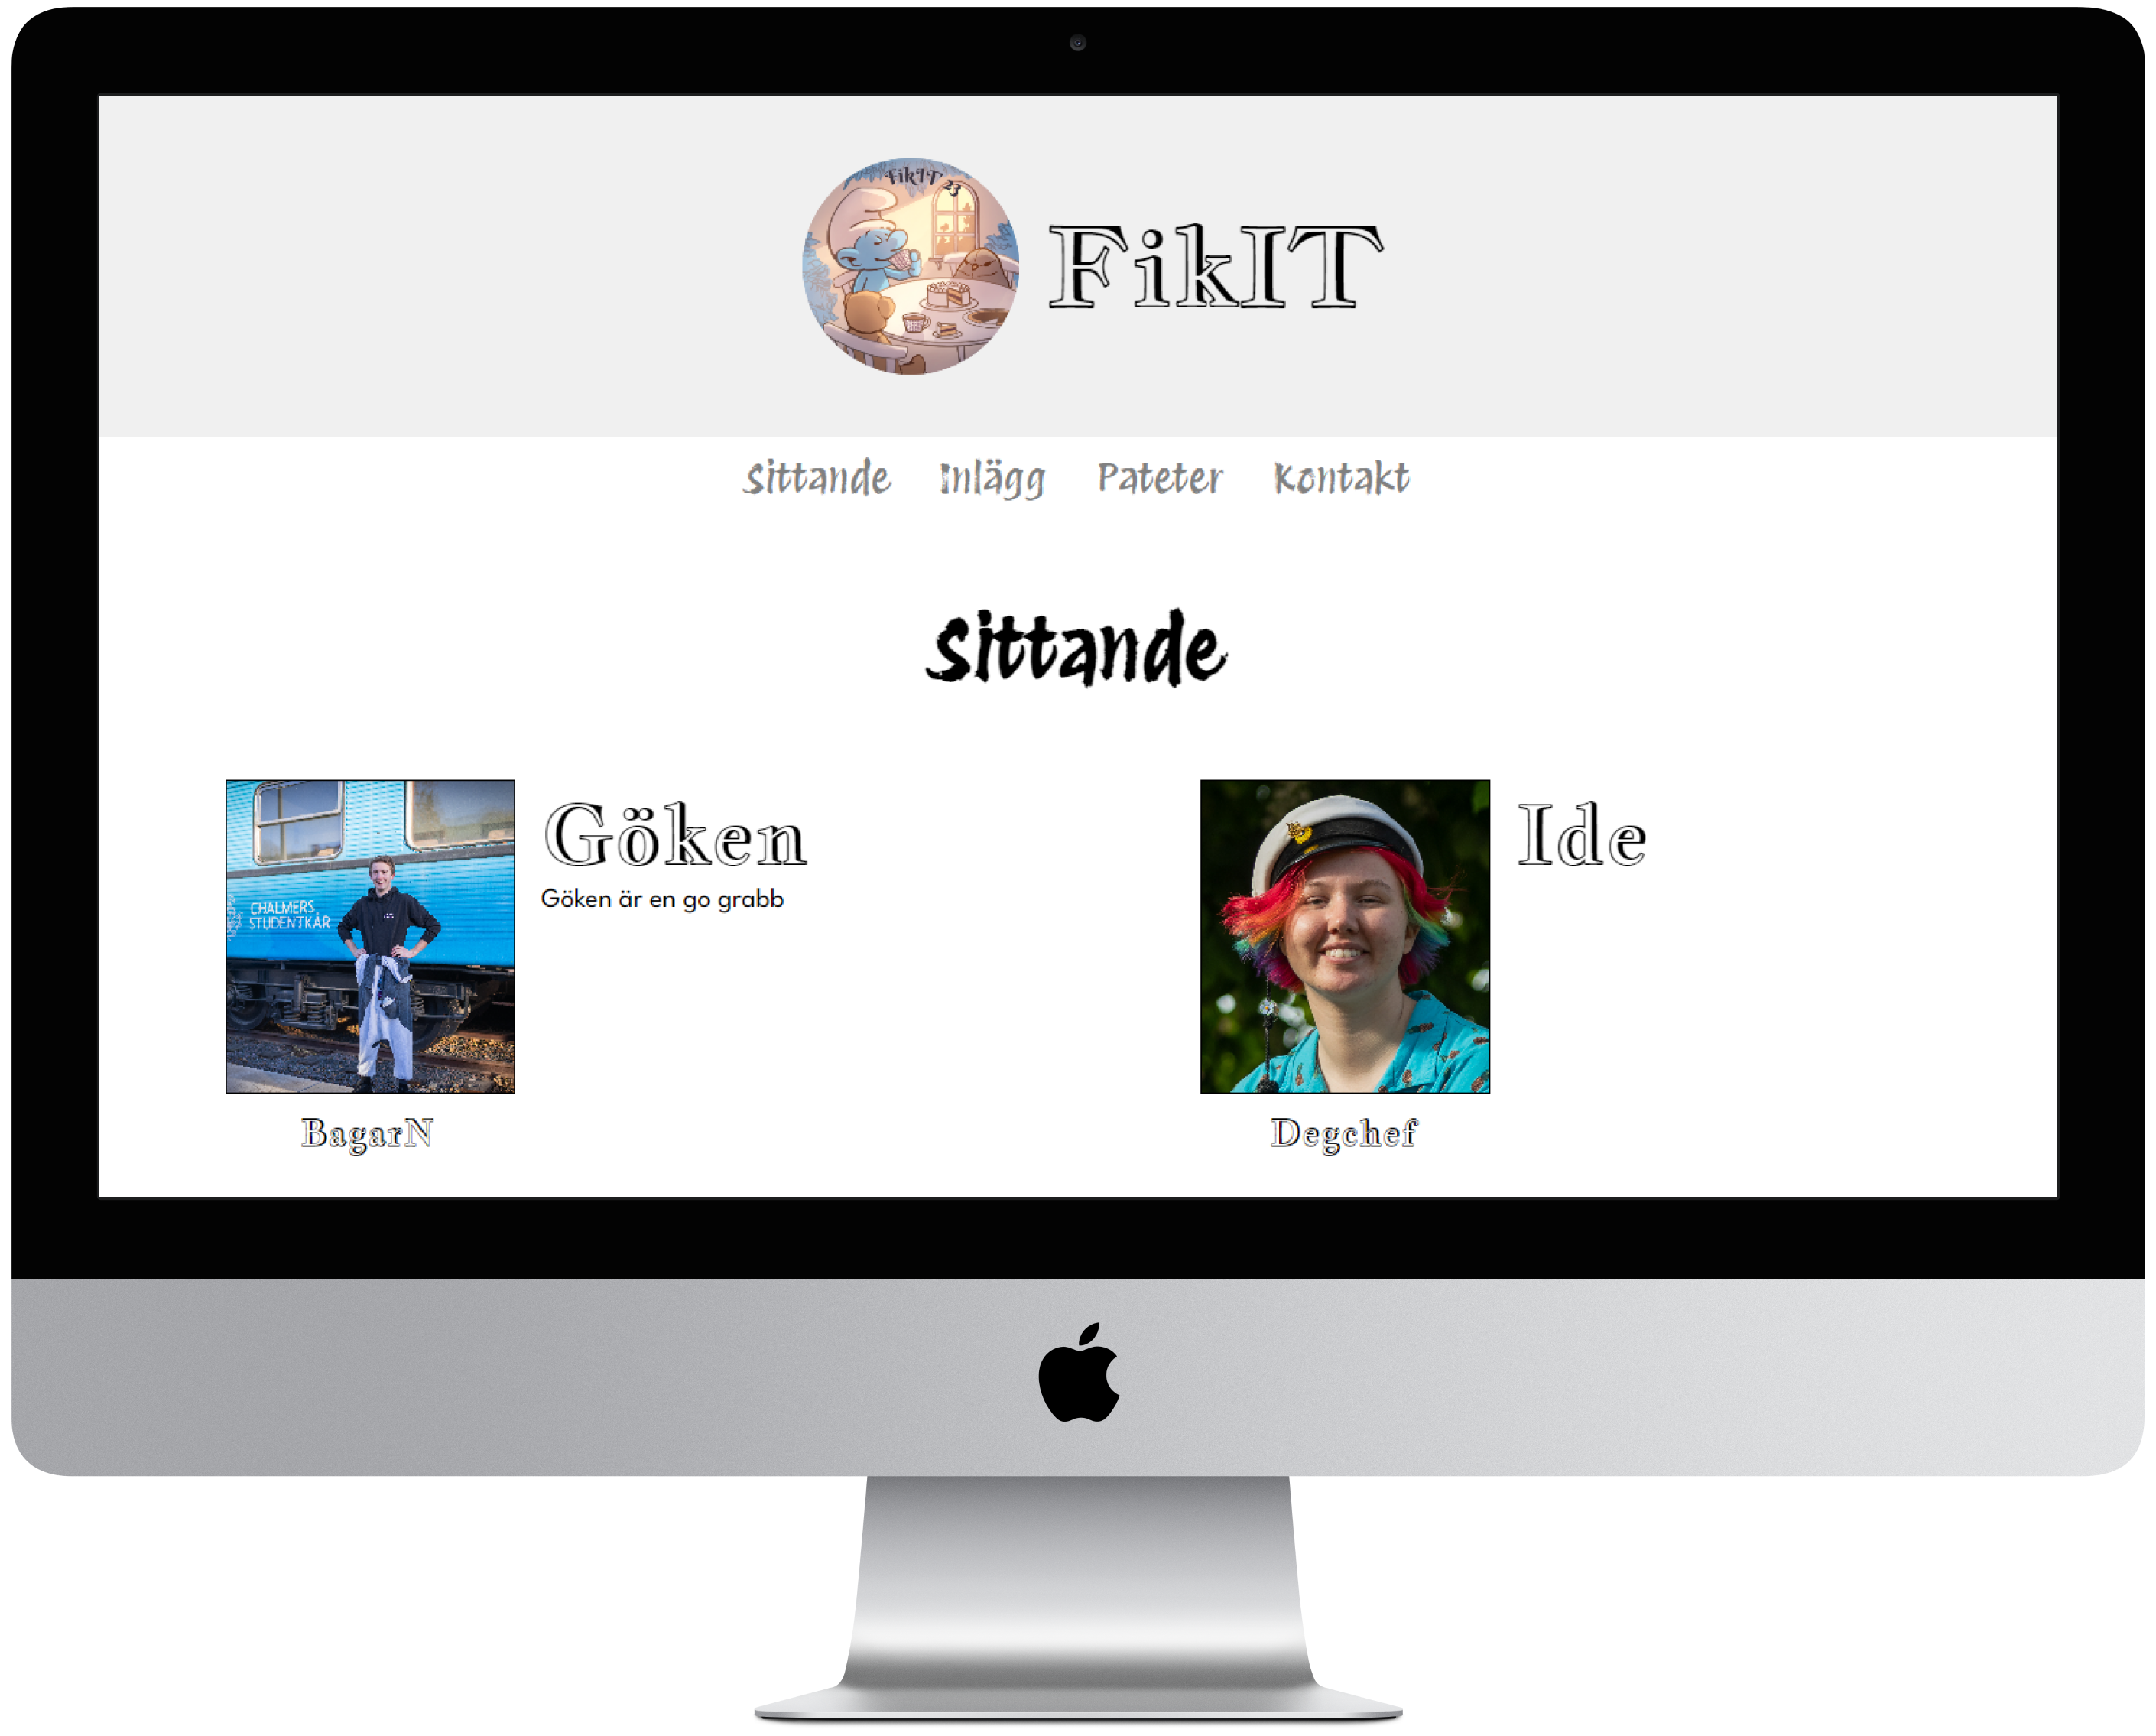 FikIT 23
FikIT
Sittande Inlägg Pateter Kontakt
Sittande
CHALMERS
STUDENTKÅR
Göken
Göken är en go grabb
BagarN
Ide
Degchef